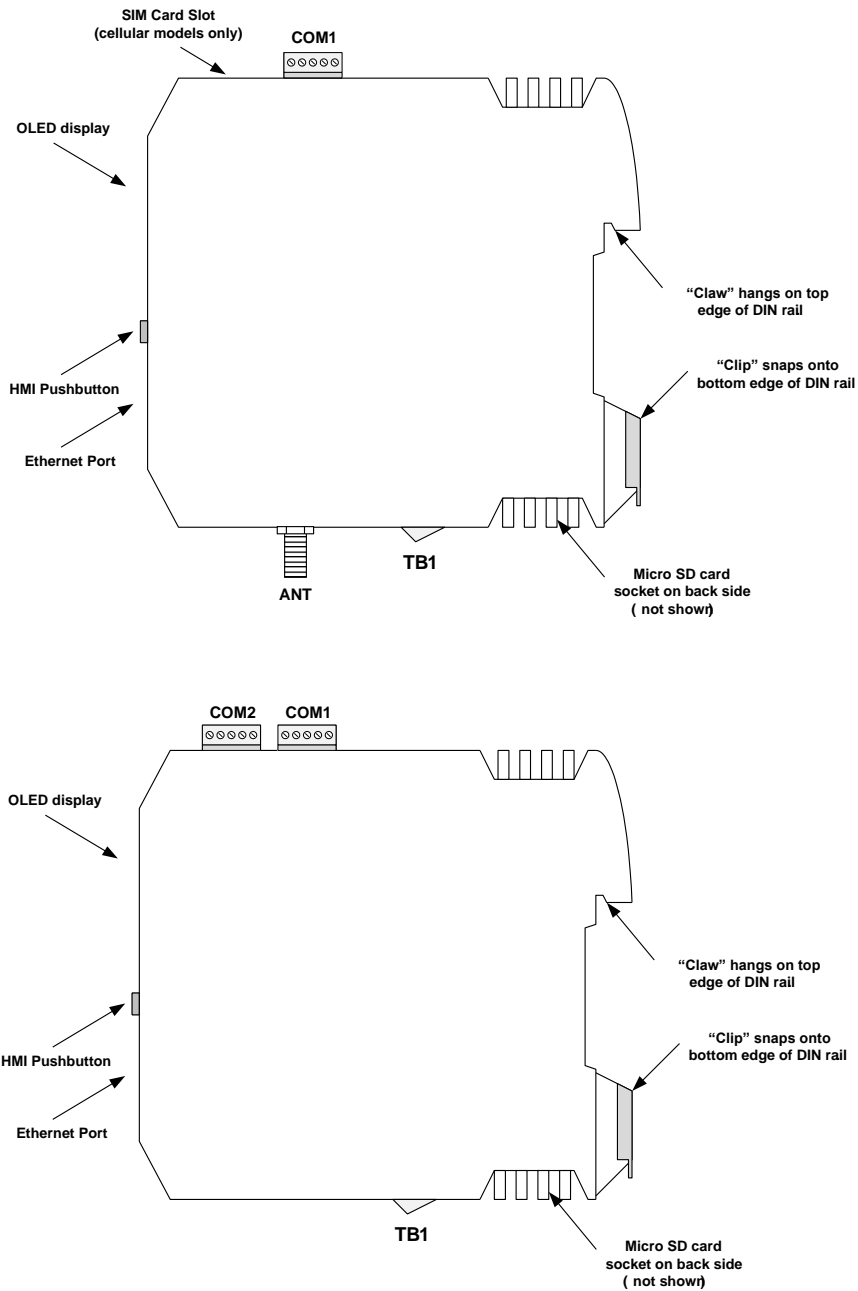 SIM Card Slot
(cellular models only)
COM1
OLED display
“Claw” hangs on top
edge of DIN rail
“Clip” snaps onto
bottom edge of DIN rail
HMI Pushbutton
Ethernet Port
TB1
ANT
Micro SD card
socket on back side
( not shown)
COM2 COM1
OLED display
“Claw” hangs on top
edge of DIN rail
“Clip” snaps onto
bottom edge of DIN rail
HMI Pushbutton
Ethernet Port
TB1
Micro SD card
socket on back side
( not shown)